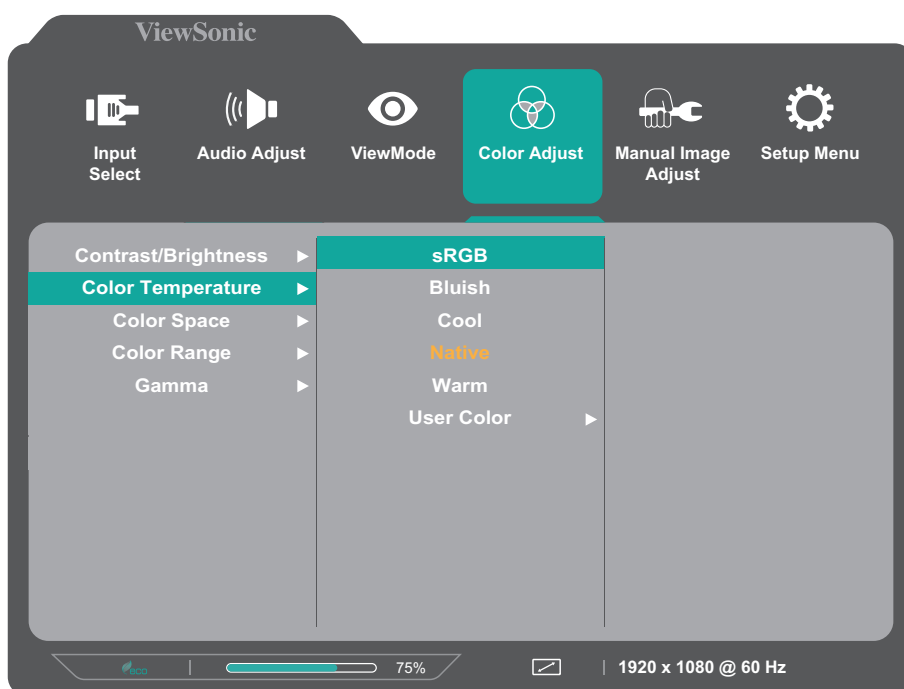 ViewSonic
Input Select
Audio Adjust
ViewMode
Color Adjust
Manual Image Adjust
Setup Menu
Contrast/Brightness
Color Temperature
Color Space
Color Range
Gamma
sRGB
Bluish
Cool
Native
Warm
User Color
eco
75%
1920 x 1080 @ 60 Hz